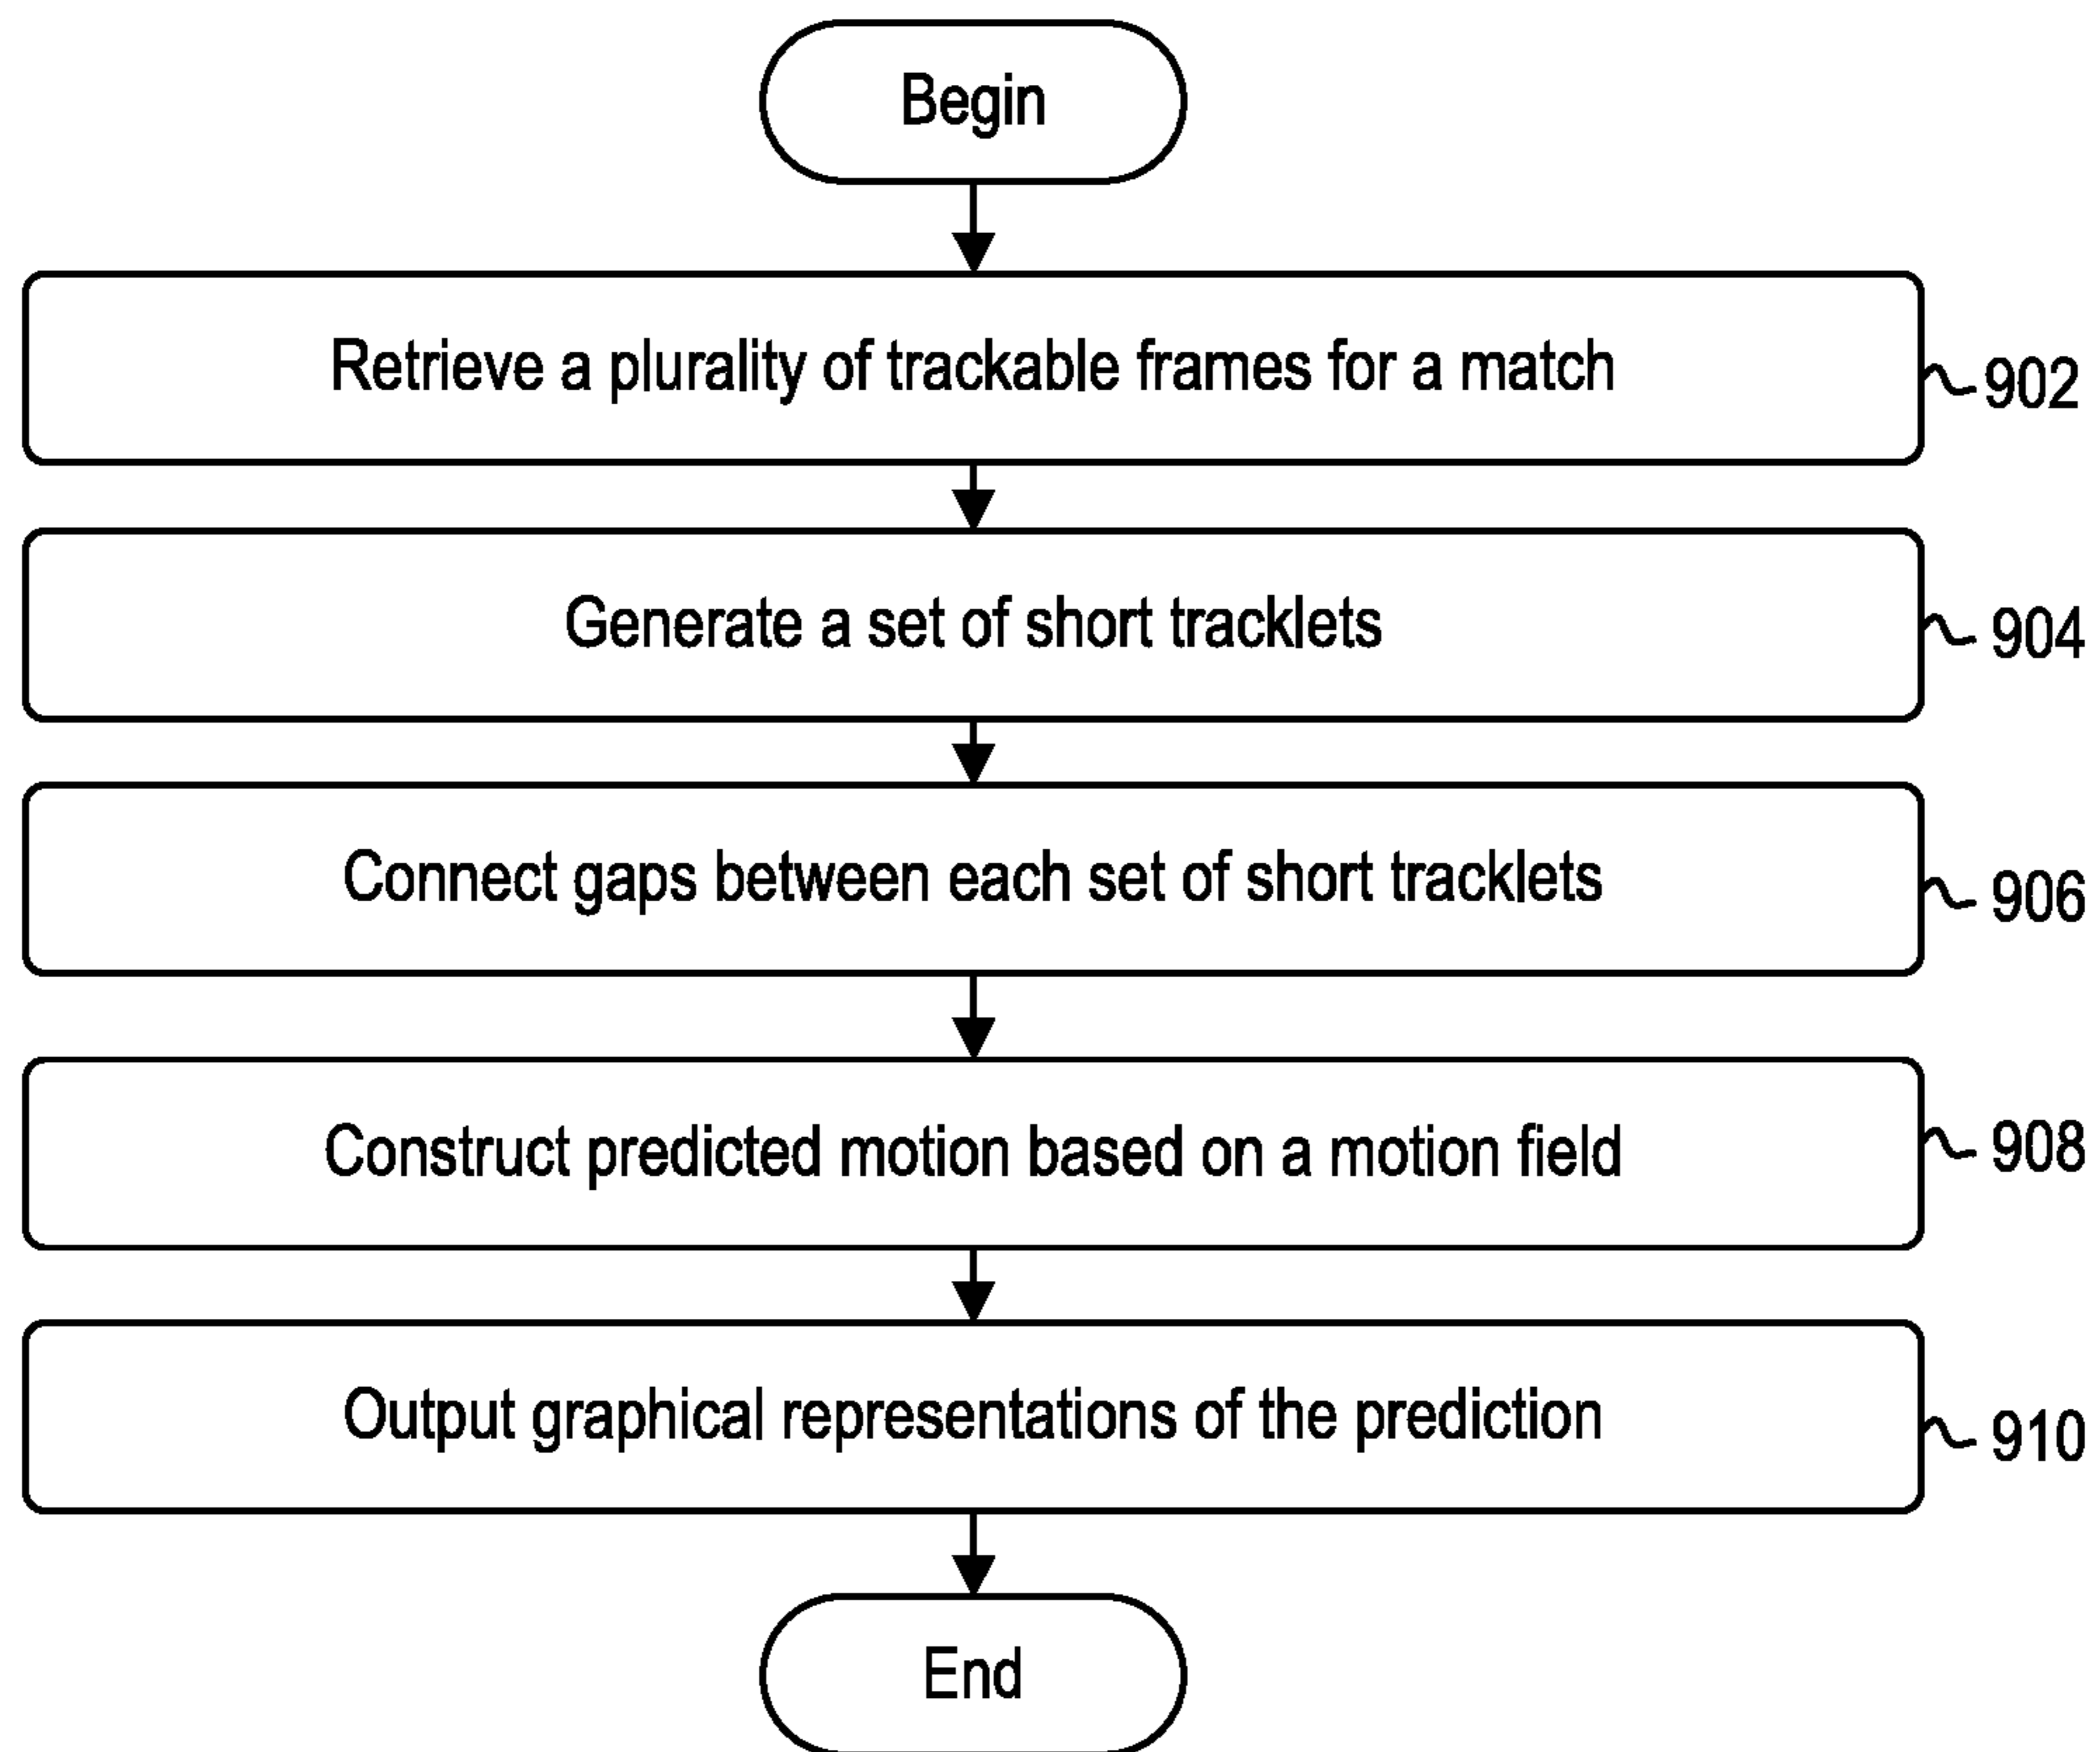 Begin
Retrieve a plurality of trackable frames for a match
902
Generate a set of short tracklets
904
Connect gaps between each set of short tracklets
906
Construct predicted motion based on a motion field
908
Output graphical representations of the prediction
910
End